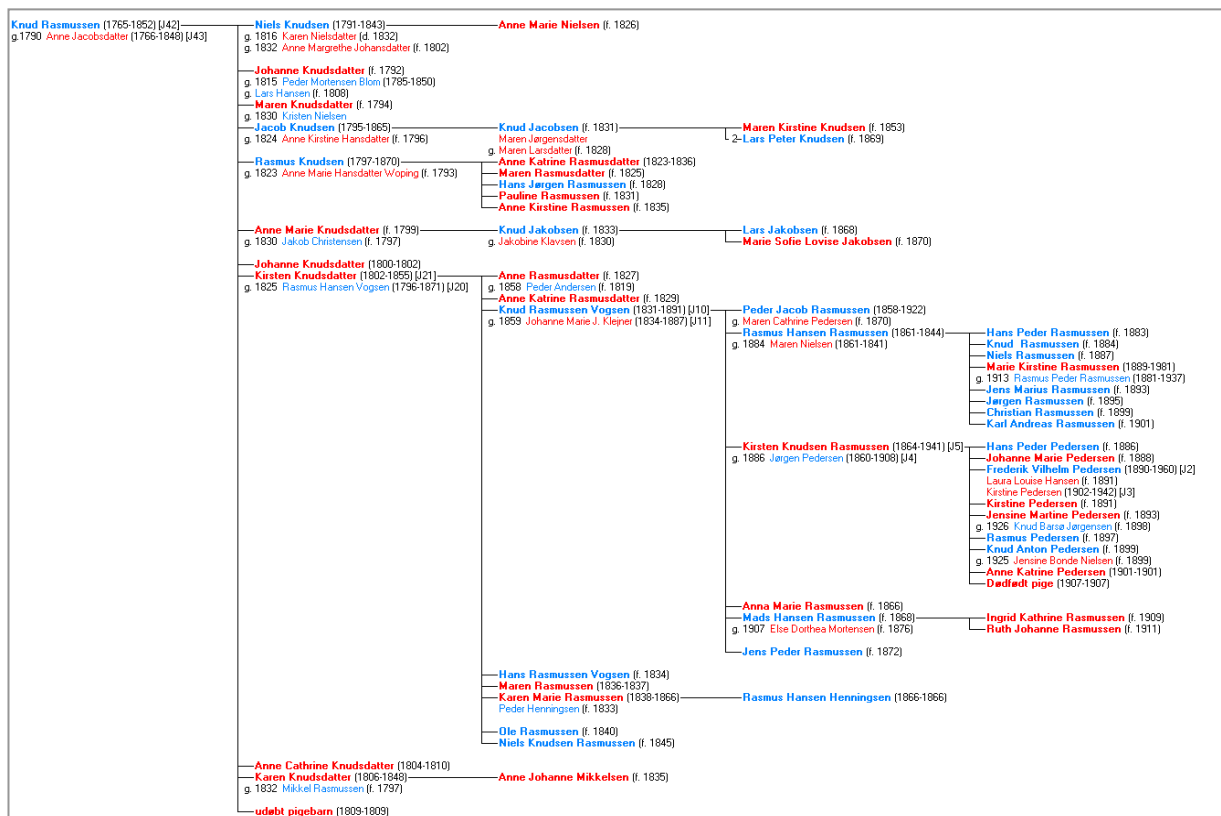 Knud Rasmussen (1765-1852) [J42]
g.1790 Anne Jacobsdatter (1766-1848) [J43]
Niels Knudsen (1791-1843)
g. 1816 Karen Nielsdatter (d. 1832)
g. 1832 Anne Margrethe Johansdatter (f. 1802)
Anne Marie Nielsen (f. 1826)
Johanne Knudsdatter (f. 1792)
g. 1815 Peder Mortensen Blom (1785-1850)
g. Lars Hansen (f. 1808)
Maren Knudsdatter (f. 1794)
g. 1830 Kristen Nielsen
Jacob Knudsen (1795-1865)
g. 1824 Anne Kirstine Hansdatter (f. 1796)
Knud Jacobsen (f. 1831)
Maren Jørgensdatter
g. Maren Larsdatter (f. 1828)
Maren Kirstine Knudsen (f. 1853)
2 Lars Peter Knudsen (f. 1869)
Rasmus Knudsen (1797-1870)
g. 1823 Anne Marie Hansdatter Woping (f. 1793)
Anne Katrine Rasmusdatter (1823-1836)
Maren Rasmusdatter (f. 1825)
Hans Jørgen Rasmussen (f. 1828)
Pauline Rasmussen (f. 1831)
Anne Kirstine Rasmussen (f. 1835)
Anne Marie Knudsdatter (f. 1799)
g. 1830 Jakob Christensen (f. 1797)
Knud Jakobsen (f. 1833)
g. Jakobine Klavsen (f. 1830)
Lars Jakobsen (f. 1868)
Marie Sofie Lovise Jakobsen (f. 1870)
Johanne Knudsdatter (1800-1802)
Kirsten Knudsdatter (1802-1855) [J21]
g. 1825 Rasmus Hansen Vogsen (1796-1871) [J20]
Anne Rasmusdatter (f. 1827)
g. 1858 Peder Andersen (f. 1819)
Anne Katrine Rasmusdatter (f. 1829)
Knud Rasmussen Vogsen (1831-1891) [J10]
g. 1859 Johanne Marie J. Klejner (1834-1887) [J11]
Peder Jacob Rasmussen (1858-1922)
g. Maren Cathrine Pedersen (f. 1870)
Rasmus Hansen Rasmussen (1861-1844)
g. 1884 Maren Nielsen (1861-1841)
Hans Peder Rasmussen (f. 1883)
Knud Rasmussen (f. 1884)
Niels Rasmussen (f. 1887)
Marie Kirstine Rasmussen (1889-1981)
g. 1913 Rasmus Peder Rasmussen (1881-1937)
Jens Marius Rasmussen (f. 1893)
Jørgen Rasmussen (f. 1895)
Christian Rasmussen (f. 1899)
Karl Andreas Rasmussen (f. 1901)
Kirsten Knudsen Rasmussen (1864-1941) [J5]
g. 1886 Jørgen Pedersen (1860-1908) [J4]
Hans Peder Pedersen (f. 1886)
Johanne Marie Pedersen (f. 1888)
Frederik Vilhelm Pedersen (1890-1960) [J2]
Laura Louise Hansen (f. 1891)
Kirstine Pedersen (1902-1942) [J3]
Kirstine Pedersen (f. 1891)
Jensine Martine Pedersen (f. 1893)
g. 1926 Knud Barsø Jørgensen (f. 1898)
Rasmus Pedersen (f. 1897)
Knud Anton Pedersen (f. 1899)
g. 1925 Jensine Bonde Nielsen (f. 1899)
Anne Katrine Pedersen (1901-1901)
Dødfødt pige (1907-1907)
Anna Marie Rasmussen (f. 1866)
Mads Hansen Rasmussen (f. 1868)
g. 1907 Else Dorthea Mortensen (f. 1876)
Ingrid Kathrine Rasmussen (f. 1909)
Ruth Johanne Rasmussen (f. 1911)
Jens Peder Rasmussen (f. 1872)
Hans Rasmussen Vogsen (f. 1834)
Maren Rasmussen (1836-1837)
Karen Marie Rasmussen (1838-1866)
Peder Henningsen (f. 1833)
Rasmus Hansen Henningsen (1866-1866)
Ole Rasmussen (f. 1840)
Niels Knudsen Rasmussen (f. 1845)
Anne Cathrine Knudsdatter (1804-1810)
Karen Knudsdatter (1806-1848)
g. 1832 Mikkel Rasmussen (f. 1797)
Anne Johanne Mikkelsen (f. 1835)
udøbt pigebarn (1809-1809)